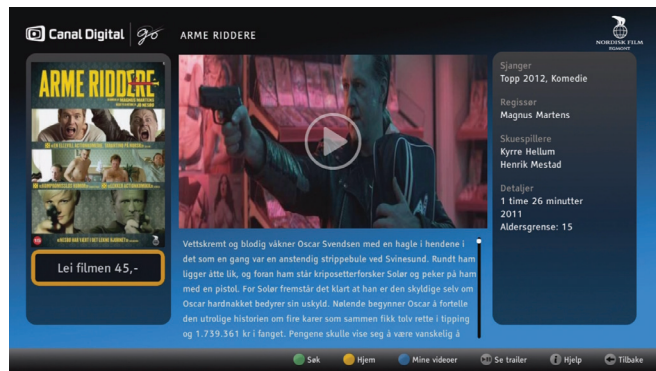 Canal Digital go ARME RIDDERE
NORDISK FILM
EGMONT
ARME RIDDERE
Lei filmen 45,-
Vettskremt og blodig våkner Oscar Svendsen med en hagle i hendene i
det som en gang var en anstendig strippebule ved Svinesund. Rundt ham
ligger åtte lik, og foran ham står kriposetterforsker Solør og peker på ham
med en pistol. For Solør fremstår det klart at han er den skyldige selv om
Oscar hardnakket bedyrer sin uskyld. Nølende begynner Oscar å fortelle
den utrolige historien om fire karer som sammen fikk tolv rette i tipping
og 1.739.361 kr i fanget. Pengene skulle vise seg å være vanskelig å
Sjanger
Topp 2012, Komedie
Regissør
Magnus Martens
Skuespillere
Kyrre Hellum
Henrik Mestad
Detaljer
1 time 26 minutter
2011
Aldersgrense: 15
Søk
Hjem
Mine videoer
Se trailer
Hjelp
Tilbake